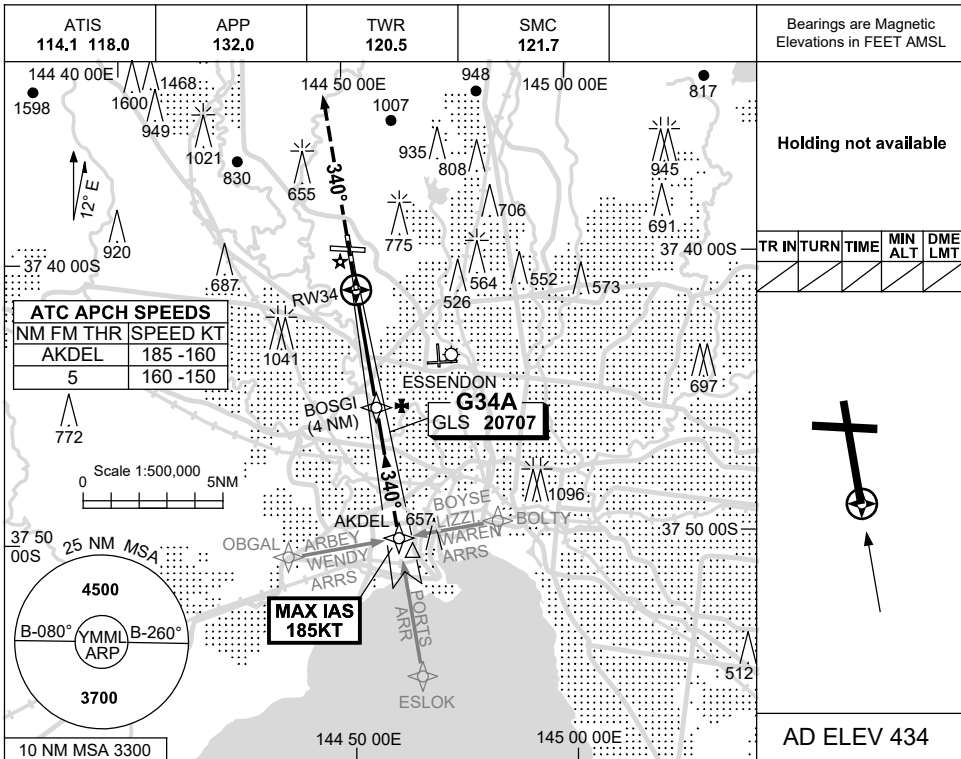 ATIS
114.1 118.0
APP
132.0
TWR
120.5
SMC
121.7
Bearings are Magnetic
Elevations in FEET AMSL
144 40 00E
144 50 00E
145 00 00E
1598
1600
1468
949
1021
830
655
1007
948
935
808
817
945
706
691
775
12° E
920
687
340°
37 40 00S
37 40 00S
526
564
552
573
RW34
1041
ATC APCH SPEEDS
NM FM THR SPEED KT
AKDEL 185 -160
5 160 -150
772
ESSENDON
697
BOSGI
(4 NM)
G34A
GLS 20707
Scale 1:500,000
0 5NM
340°
1096
AKDEL
657
BOYSE
LIZZI
WAREN
ARRS
BOLTY
37 50 00S
37 50
00S
OBGAL
ARBEY
WENDY
ARRS
MAX IAS
185KT
PORTS
ARR
ESLOK
512
25 NM MSA
4500
B-080°
YMML
ARP
B-260°
3700
10 NM MSA 3300
144 50 00E
145 00 00E
Holding not available
TR IN TURN TIME MIN ALT DME LMT
AD ELEV 434